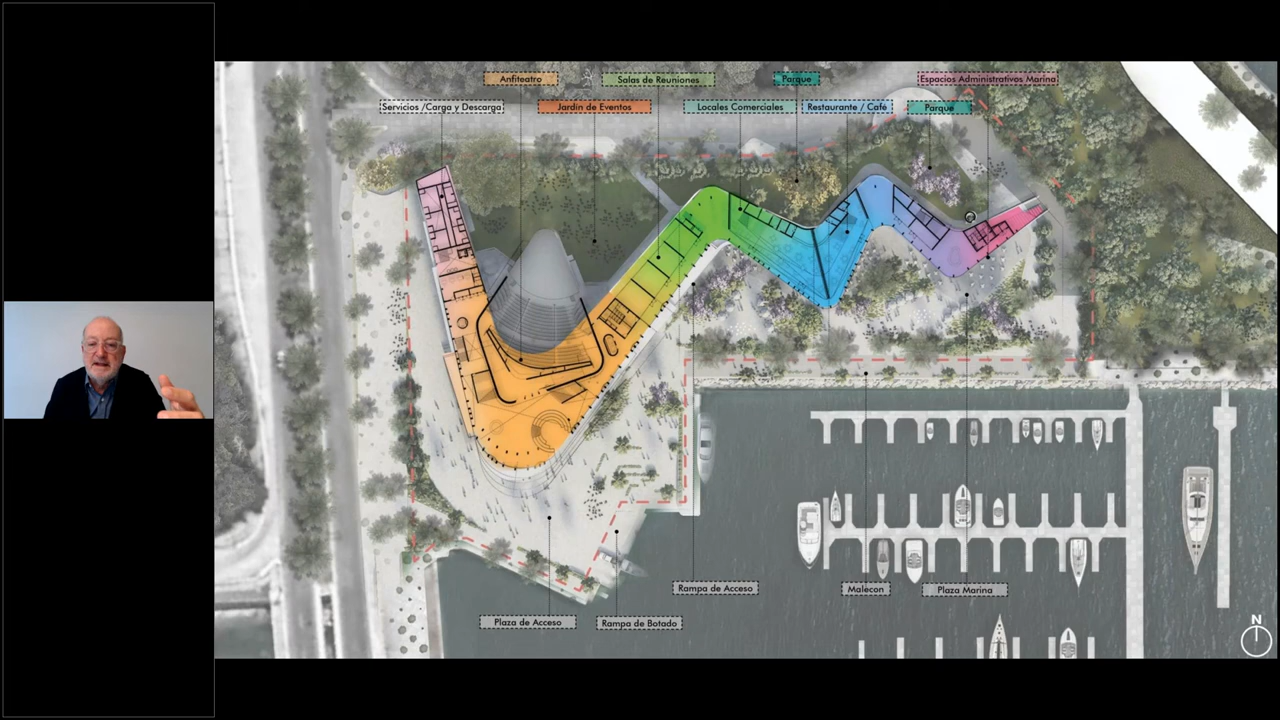 Anfiteatro
Salas de Reuniones
Parque
Espacios Administrativos Marina
Servicios /Carga y Descarga
Jardín de Eventos
Locales Comerciales
Restaurante / Café
Parque
Rampa de Acceso
Malecon
Plaza Marina
Plaza de Acceso
Rampa de Botado
N